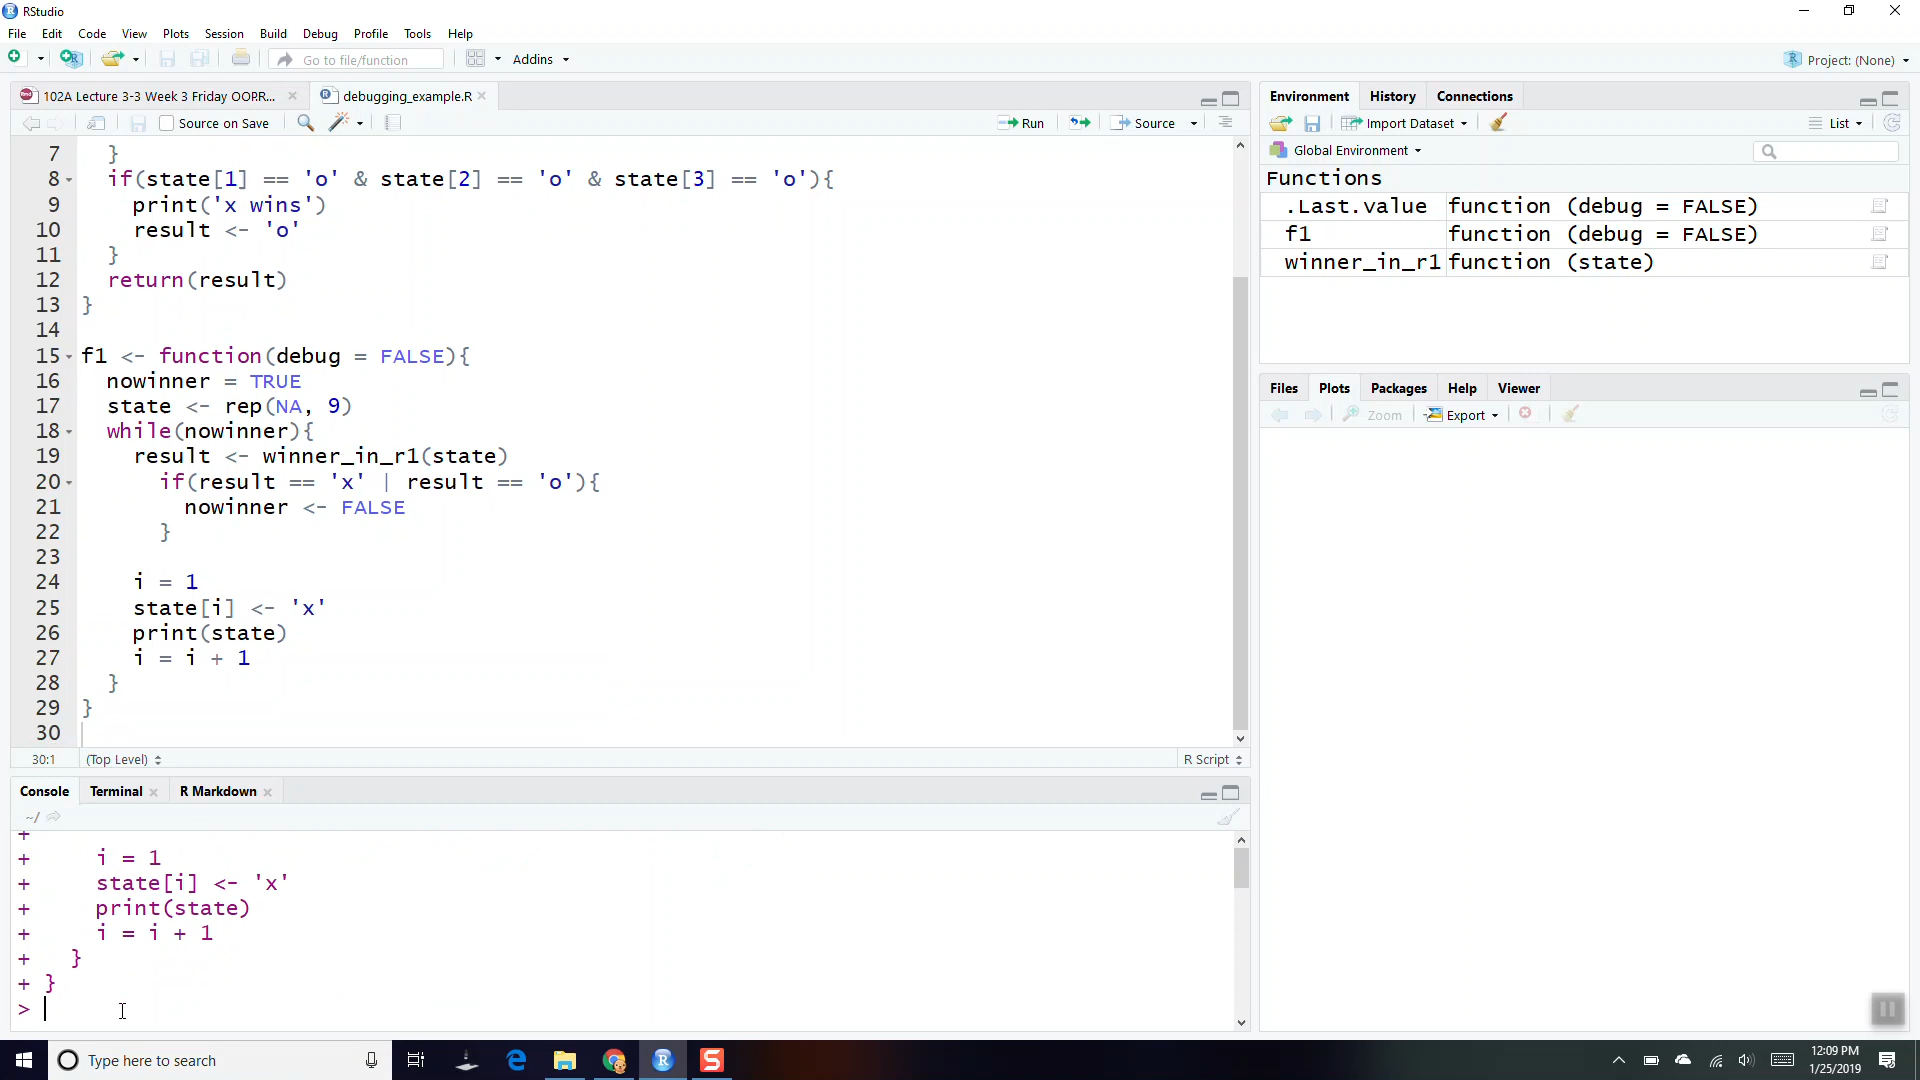 RStudio
File Edit Code View Plots Session Build Debug Profile Tools Help
Go to file/function Addins Project: (None)
102A Lecture 3-3 Week 3 Friday OOP.R... debugging_example.R
Source on Save Run Source
7 }
8 if(state[1] == 'o' & state[2] == 'o' & state[3] == 'o'){
9 print('x wins')
10 result <- 'o'
11 }
12 return(result)
13 }
14
15 f1 <- function(debug = FALSE){
16 nowinner = TRUE
17 state <- rep(NA, 9)
18 while(nowinner){
19 result <- winner_in_r1(state)
20 if(result == 'x' | result == 'o'){
21 nowinner <- FALSE
22 }
23
24 i = 1
25 state[i] <- 'x'
26 print(state)
27 i = i + 1
28 }
29 }
30
30:1 (Top Level) R Script
Console Terminal R Markdown
~/
+
+ i = 1
+ state[i] <- 'x'
+ print(state)
+ i = i + 1
+ }
+ }
>
Environment History Connections
Import Dataset List
Global Environment
Functions
.Last.value function (debug = FALSE)
f1 function (debug = FALSE)
winner_in_r1 function (state)
Files Plots Packages Help Viewer
Zoom Export
Type here to search
12:09 PM
1/25/2019